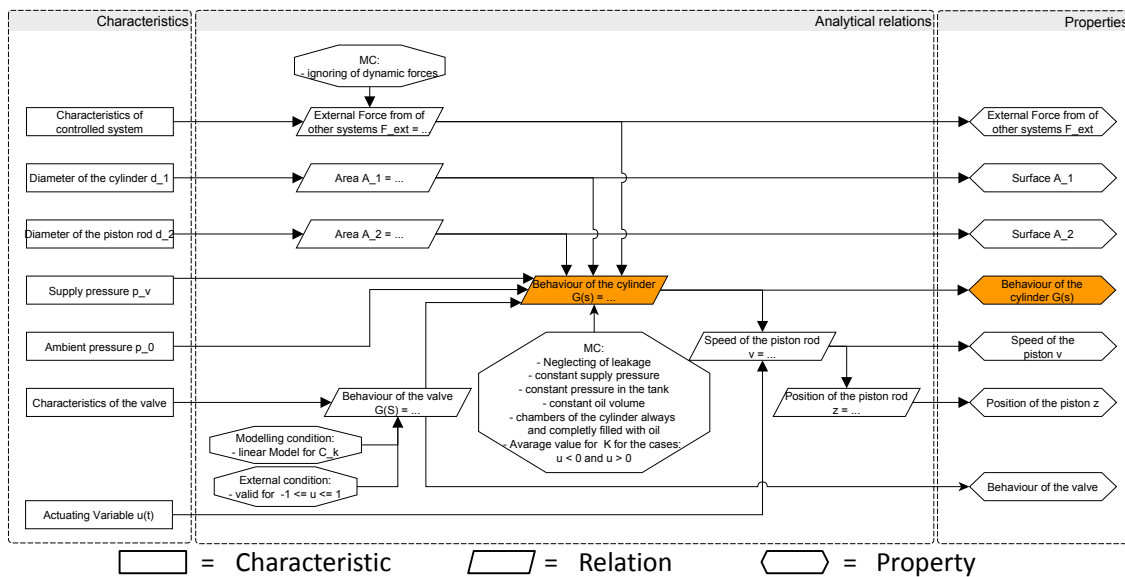 Characteristics
Analytical relations
Properties
MC:
- ignoring of dynamic forces
Characteristics of
controlled system
External Force from of
other systems F_ext = ...
External Force from of
other systems F_ext
Diameter of the cylinder d_1
Area A_1 = ...
Surface A_1
Diameter of the piston rod d_2
Area A_2 = ...
Surface A_2
Supply pressure p_v
Behaviour of the cylinder
G(s) = ...
Behaviour of the
cylinder G(s)
Ambient pressure p_0
MC:
- Neglecting of leakage
- constant supply pressure
- constant pressure in the tank
- constant oil volume
- chambers of the cylinder always
and completly filled with oil
- Avarage value for K for the cases:
u < 0 and u > 0
Speed of the piston rod
v = ...
Speed of the
piston v
Characteristics of the valve
Behaviour of the valve
G(S) = ...
Position of the piston rod
z = ...
Position of the piston z
Modelling condition:
- linear Model for C_k
External condition:
- valid for -1 <= u <= 1
Behaviour of the valve
Actuating Variable u(t)
= Characteristic
= Relation
= Property